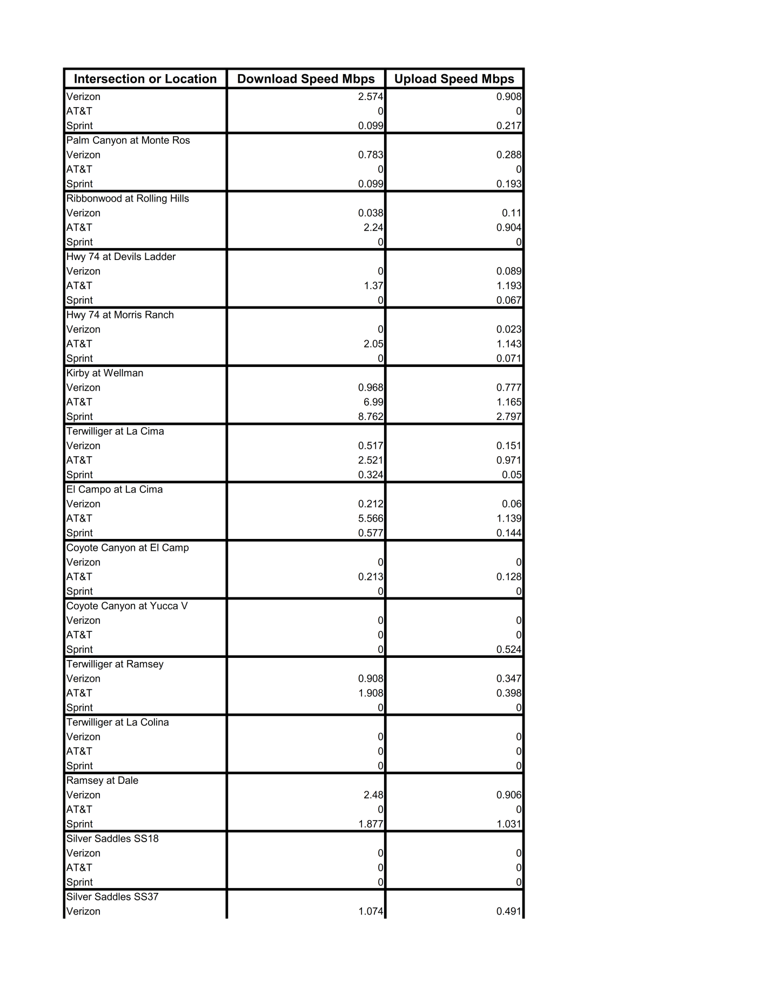 Intersection or Location Download Speed Mbps Upload Speed Mbps
Verizon 2.574 0.908
AT&T 0 0
Sprint 0.099 0.217
Palm Canyon at Monte Ros
Verizon 0.783 0.288
AT&T 0 0
Sprint 0.099 0.193
Ribbonwood at Rolling Hills
Verizon 0.038 0.11
AT&T 2.24 0.904
Sprint 0 0
Hwy 74 at Devils Ladder
Verizon 0 0.089
AT&T 1.37 1.193
Sprint 0 0.067
Hwy 74 at Morris Ranch
Verizon 0 0.023
AT&T 2.05 1.143
Sprint 0 0.071
Kirby at Wellman
Verizon 0.968 0.777
AT&T 6.99 1.165
Sprint 8.762 2.797
Terwilliger at La Cima
Verizon 0.517 0.151
AT&T 2.521 0.971
Sprint 0.324 0.05
El Campo at La Cima
Verizon 0.212 0.06
AT&T 5.566 1.139
Sprint 0.577 0.144
Coyote Canyon at El Camp
Verizon 0 0
AT&T 0.213 0.128
Sprint 0 0
Coyote Canyon at Yucca V
Verizon 0 0
AT&T 0 0
Sprint 0 0.524
Terwilliger at Ramsey
Verizon 0.908 0.347
AT&T 1.908 0.398
Sprint 0 0
Terwilliger at La Colina
Verizon 0 0
AT&T 0 0
Sprint 0 0
Ramsey at Dale
Verizon 2.48 0.906
AT&T 0 0
Sprint 1.877 1.031
Silver Saddles SS18
Verizon 0 0
AT&T 0 0
Sprint 0 0
Silver Saddles SS37
Verizon 1.074 0.491